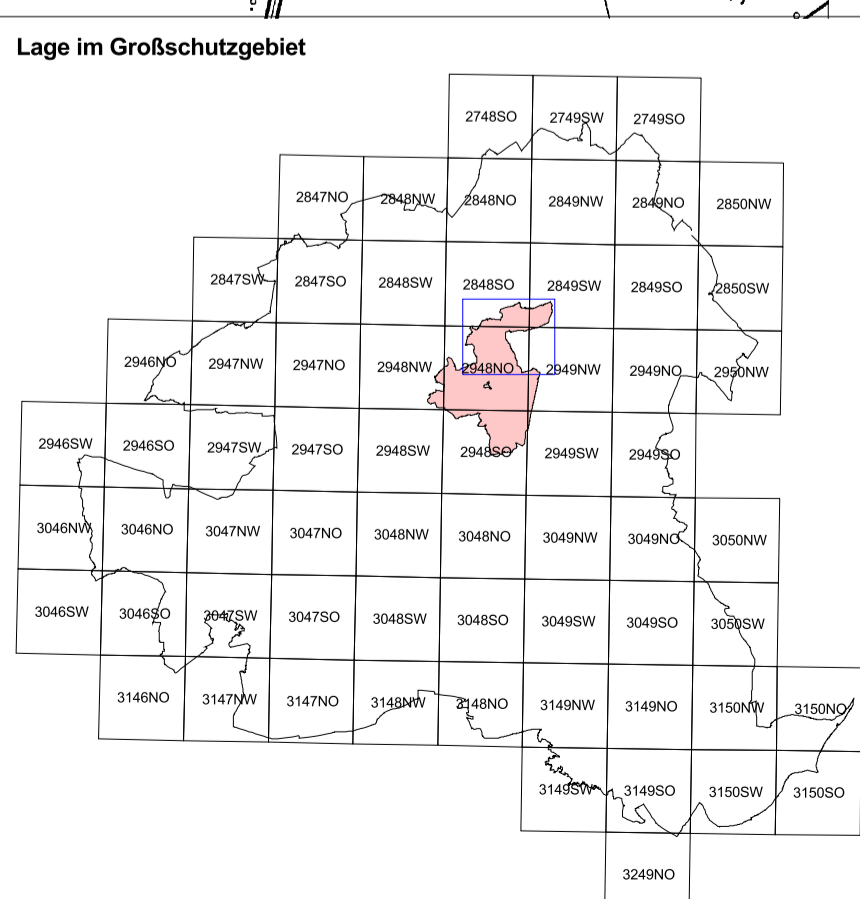 Lage im Großschutzgebiet
2748SO 2749SW 2749SO
2847NO 2848NW 2848NO 2849NW 2849NO 2850NW
2847SW 2847SO 2848SW 2848SO 2849SW 2849SO 2850SW
2946NO 2947NW 2947NO 2948NW 2948NO 2949NW 2949NO 2950NW
2946SW 2946SO 2947SW 2947SO 2948SW 2948SO 2949SW 2949SO
3046NW 3046NO 3047NW 3047NO 3048NW 3048NO 3049NW 3049NO 3050NW
3046SW 3046SO 3047SW 3047SO 3048SW 3048SO 3049SW 3049SO 3050SW
3146NO 3147NW 3147NO 3148NW 3148NO 3149NW 3149NO 3150NW 3150NO
3149SW 3149SO 3150SW 3150SO
3249NO